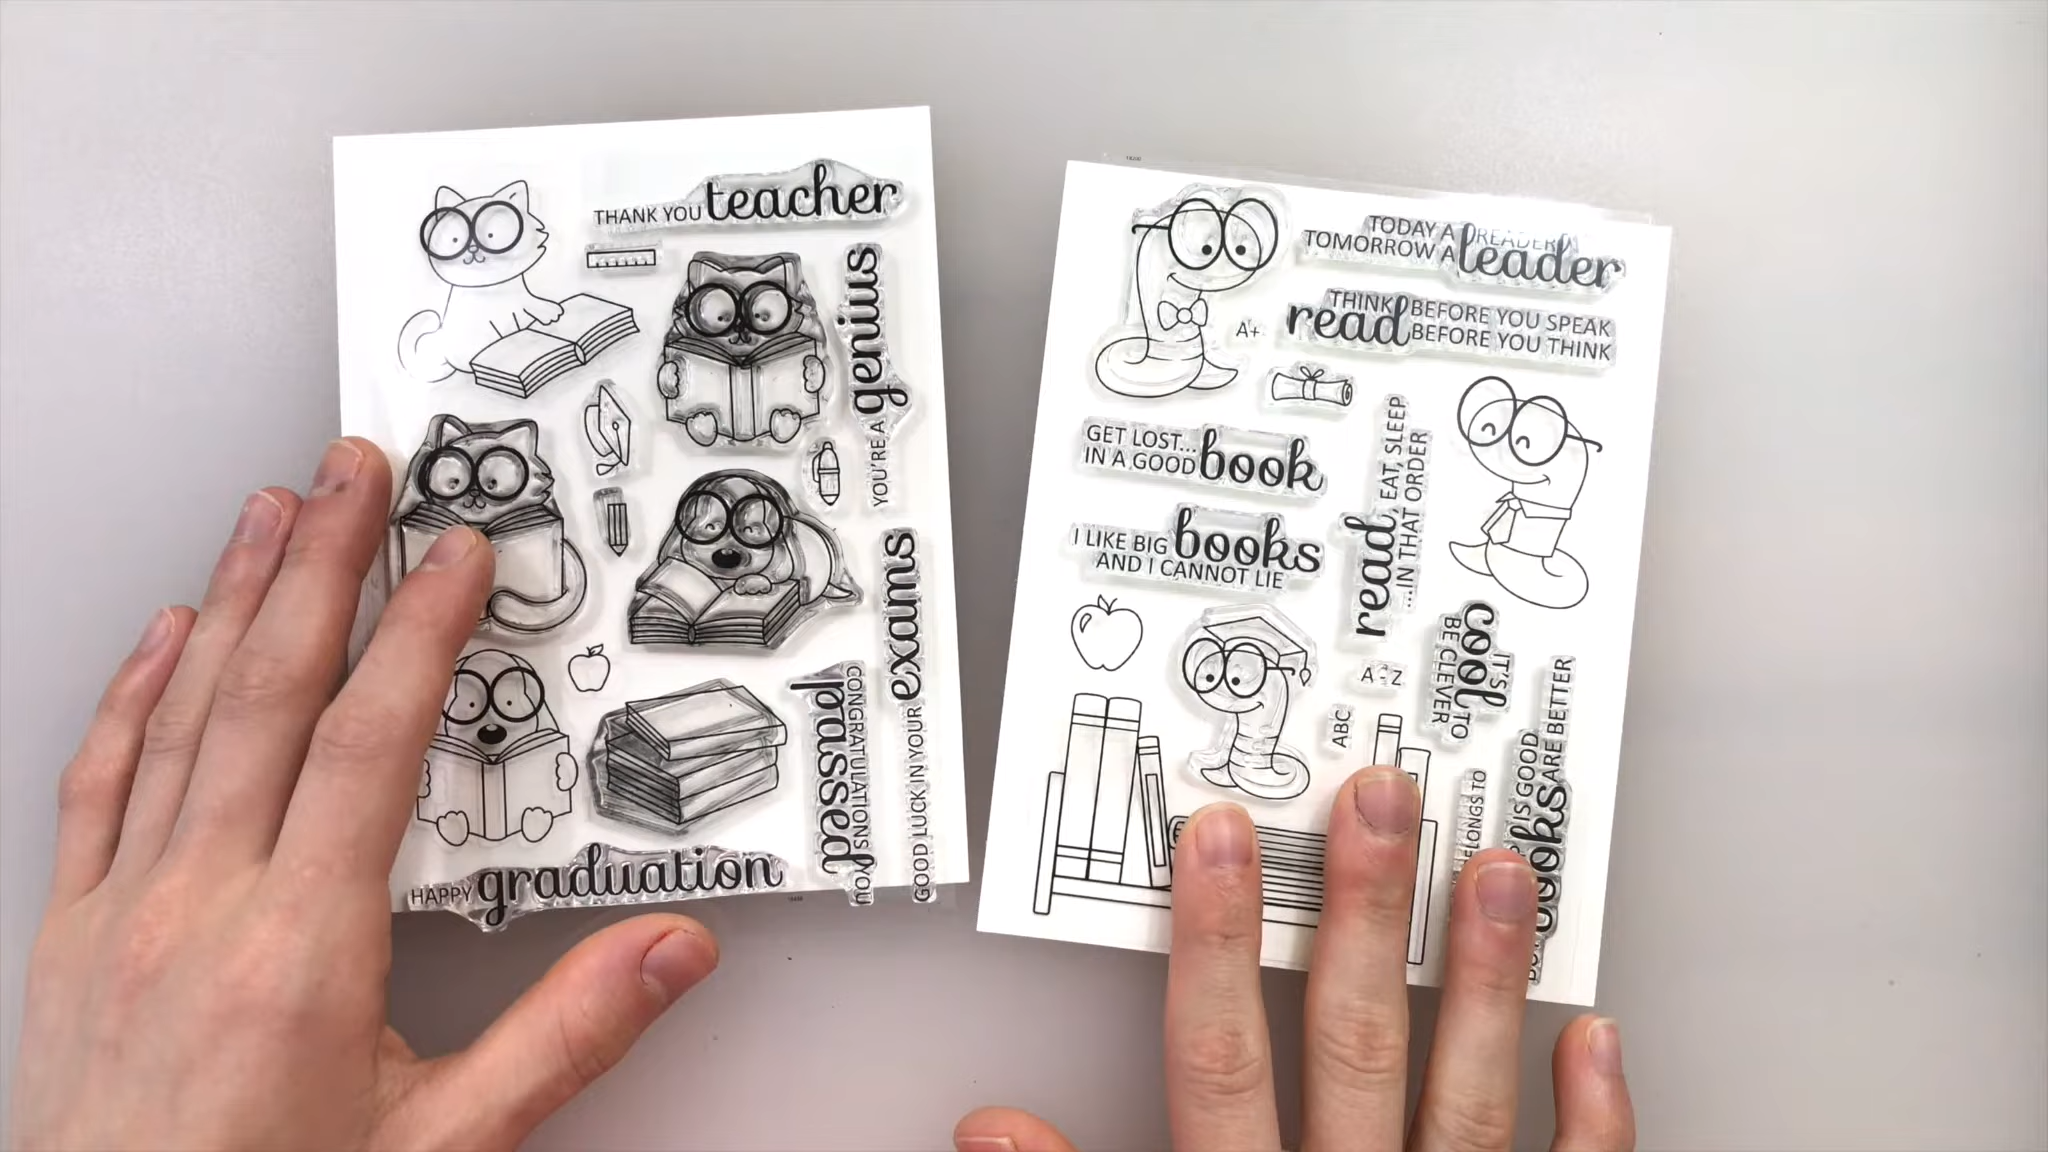 THANK YOU teacher
YOU'RE A genius
GOOD LUCK IN YOUR exams
CONGRATULATIONS YOU
passed
HAPPY graduation
TODAY A READER
TOMORROW A leader
THINK BEFORE YOU SPEAK
read BEFORE YOU THINK
A+
GET LOST...
IN A GOOD book
read, EAT, SLEEP
...IN THAT ORDER
I LIKE BIG books
AND I CANNOT LIE
IT'S
cool TO
BE CLEVER
A-Z
ABC
BELONGS TO
IS GOOD
books ARE BETTER